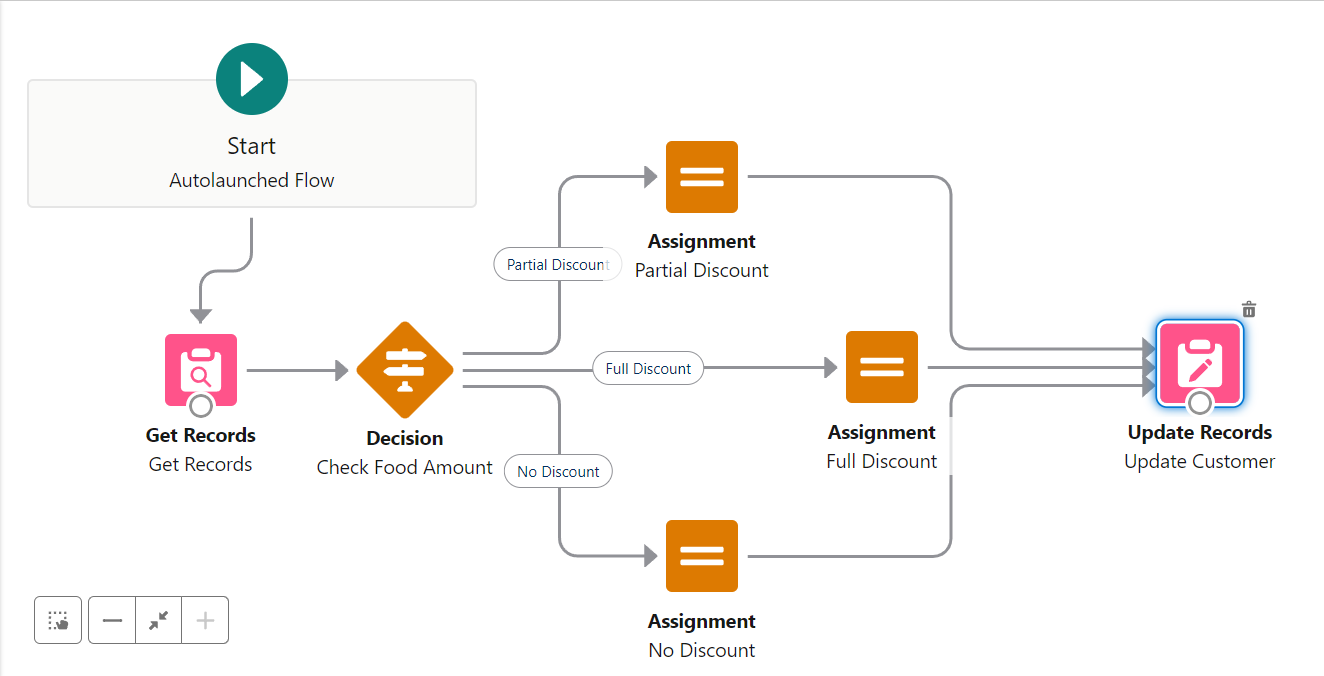 Start
Autolaunched Flow
Get Records
Get Records
Decision
Check Food Amount
Partial Discount
Full Discount
No Discount
Assignment
Partial Discount
Assignment
Full Discount
Assignment
No Discount
Update Records
Update Customer